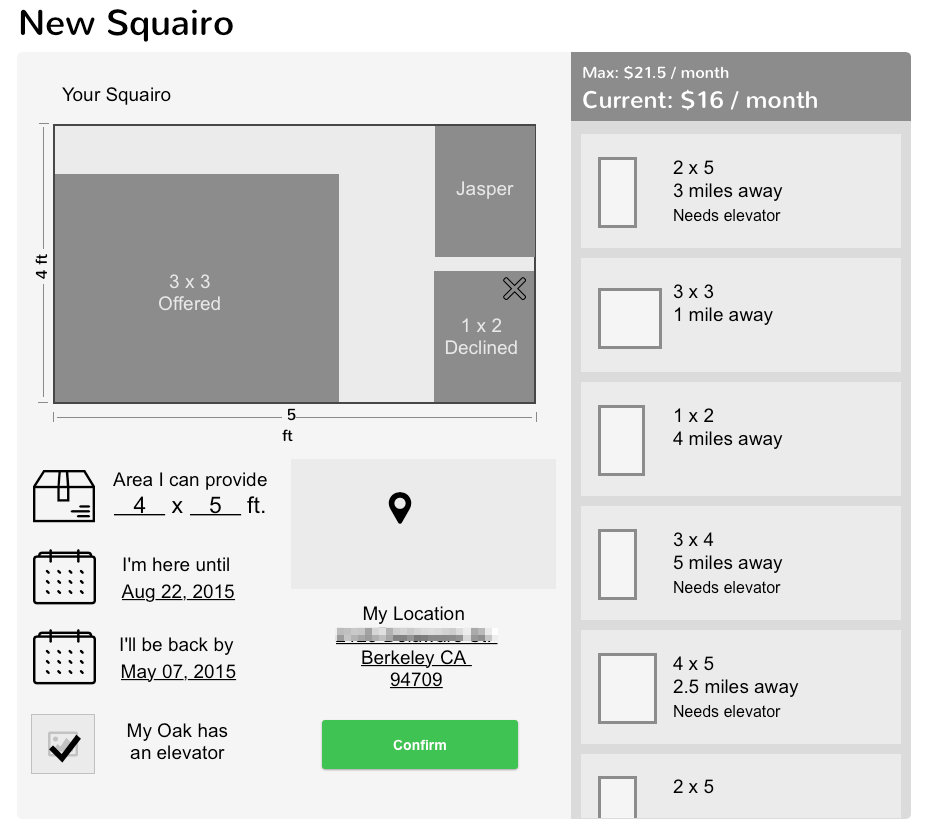 New Squairo
Your Squairo
4 ft
3 x 3
Offered
Jasper
1 x 2
Declined
5
ft
Area I can provide
4 x 5 ft.
I'm here until
Aug 22, 2015
I'll be back by
May 07, 2015
My Oak has
an elevator
My Location
Berkeley CA
94709
Confirm
Max: $21.5 / month
Current: $16 / month
2 x 5
3 miles away
Needs elevator
3 x 3
1 mile away
1 x 2
4 miles away
3 x 4
5 miles away
Needs elevator
4 x 5
2.5 miles away
Needs elevator
2 x 5